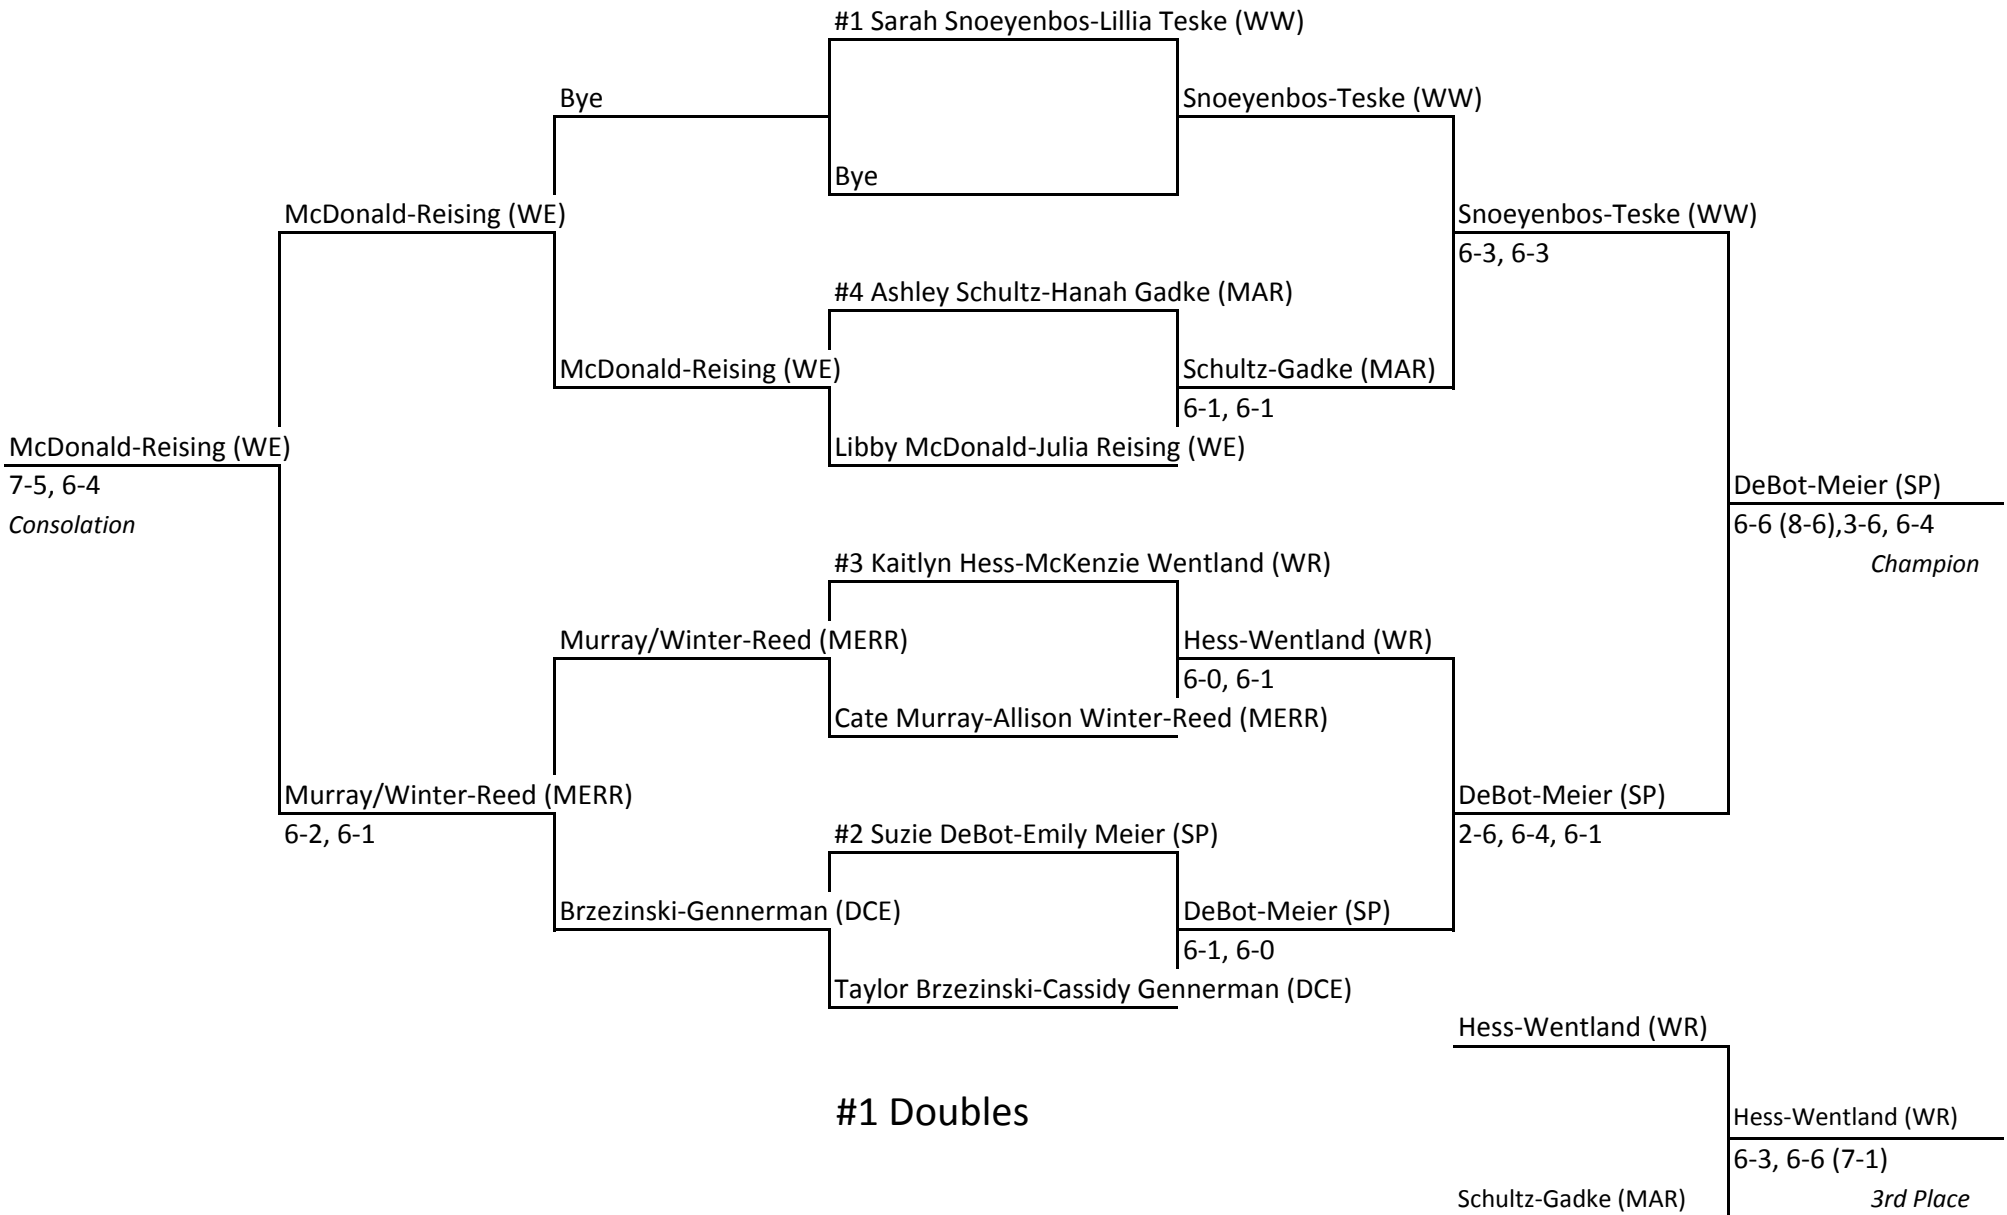 #1 Sarah Snoeyenbos-Lillia Teske (WW)
Bye
Snoeyenbos-Teske (WW)
Bye
McDonald-Reising (WE)
Snoeyenbos-Teske (WW)
6-3, 6-3
#4 Ashley Schultz-Hanah Gadke (MAR)
McDonald-Reising (WE)
Schultz-Gadke (MAR)
6-1, 6-1
McDonald-Reising (WE)
Libby McDonald-Julia Reising (WE)
7-5, 6-4
DeBot-Meier (SP)
Consolation
6-6 (8-6),3-6, 6-4
#3 Kaitlyn Hess-McKenzie Wentland (WR)
Champion
Murray/Winter-Reed (MERR)
Hess-Wentland (WR)
6-0, 6-1
Cate Murray-Allison Winter-Reed (MERR)
Murray/Winter-Reed (MERR)
DeBot-Meier (SP)
6-2, 6-1
#2 Suzie DeBot-Emily Meier (SP)
2-6, 6-4, 6-1
Brzezinski-Gennerman (DCE)
DeBot-Meier (SP)
6-1, 6-0
Taylor Brzezinski-Cassidy Gennerman (DCE)
Hess-Wentland (WR)
#1 Doubles
Hess-Wentland (WR)
6-3, 6-6 (7-1)
Schultz-Gadke (MAR)
3rd Place